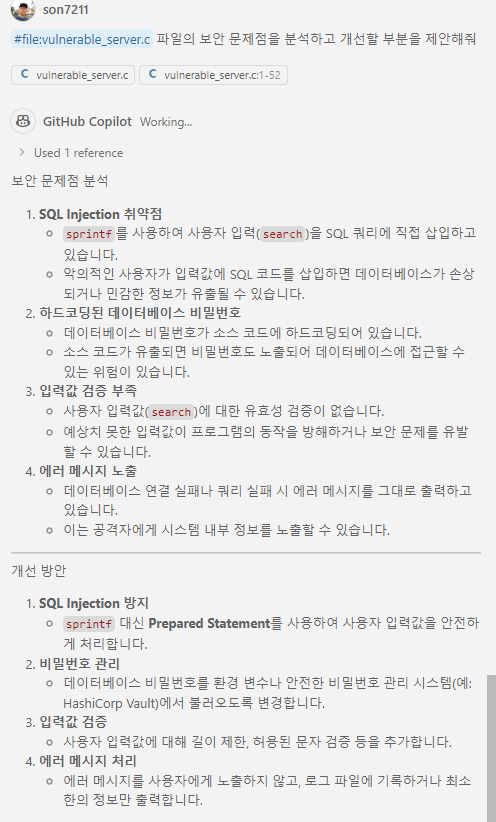 son7211
#file:vulnerable_server.c 파일의 보안 문제점을 분석하고 개선할 부분을 제안해줘
C vulnerable_server.c C vulnerable_server.c:1-52
GitHub Copilot Working...
> Used 1 reference
보안 문제점 분석
1. SQL Injection 취약점
◦ sprintf를 사용하여 사용자 입력(search)을 SQL 쿼리에 직접 삽입하고
있습니다.
◦ 악의적인 사용자가 입력값에 SQL 코드를 삽입하면 데이터베이스가 손상
되거나 민감한 정보가 유출될 수 있습니다.
2. 하드코딩된 데이터베이스 비밀번호
◦ 데이터베이스 비밀번호가 소스 코드에 하드코딩되어 있습니다.
◦ 소스 코드가 유출되면 비밀번호도 노출되어 데이터베이스에 접근할 수
있는 위험이 있습니다.
3. 입력값 검증 부족
◦ 사용자 입력값(search)에 대한 유효성 검증이 없습니다.
◦ 예상치 못한 입력값이 프로그램의 동작을 방해하거나 보안 문제를 유발
할 수 있습니다.
4. 에러 메시지 노출
◦ 데이터베이스 연결 실패나 쿼리 실패 시 에러 메시지를 그대로 출력하고
있습니다.
◦ 이는 공격자에게 시스템 내부 정보를 노출할 수 있습니다.
개선 방안
1. SQL Injection 방지
◦ sprintf 대신 Prepared Statement를 사용하여 사용자 입력값을 안전하
게 처리합니다.
2. 비밀번호 관리
◦ 데이터베이스 비밀번호를 환경 변수나 안전한 비밀번호 관리 시스템(예:
HashiCorp Vault)에서 불러오도록 변경합니다.
3. 입력값 검증
◦ 사용자 입력값에 대해 길이 제한, 허용된 문자 검증 등을 추가합니다.
4. 에러 메시지 처리
◦ 에러 메시지를 사용자에게 노출하지 않고, 로그 파일에 기록하거나 최소
한의 정보만 출력합니다.